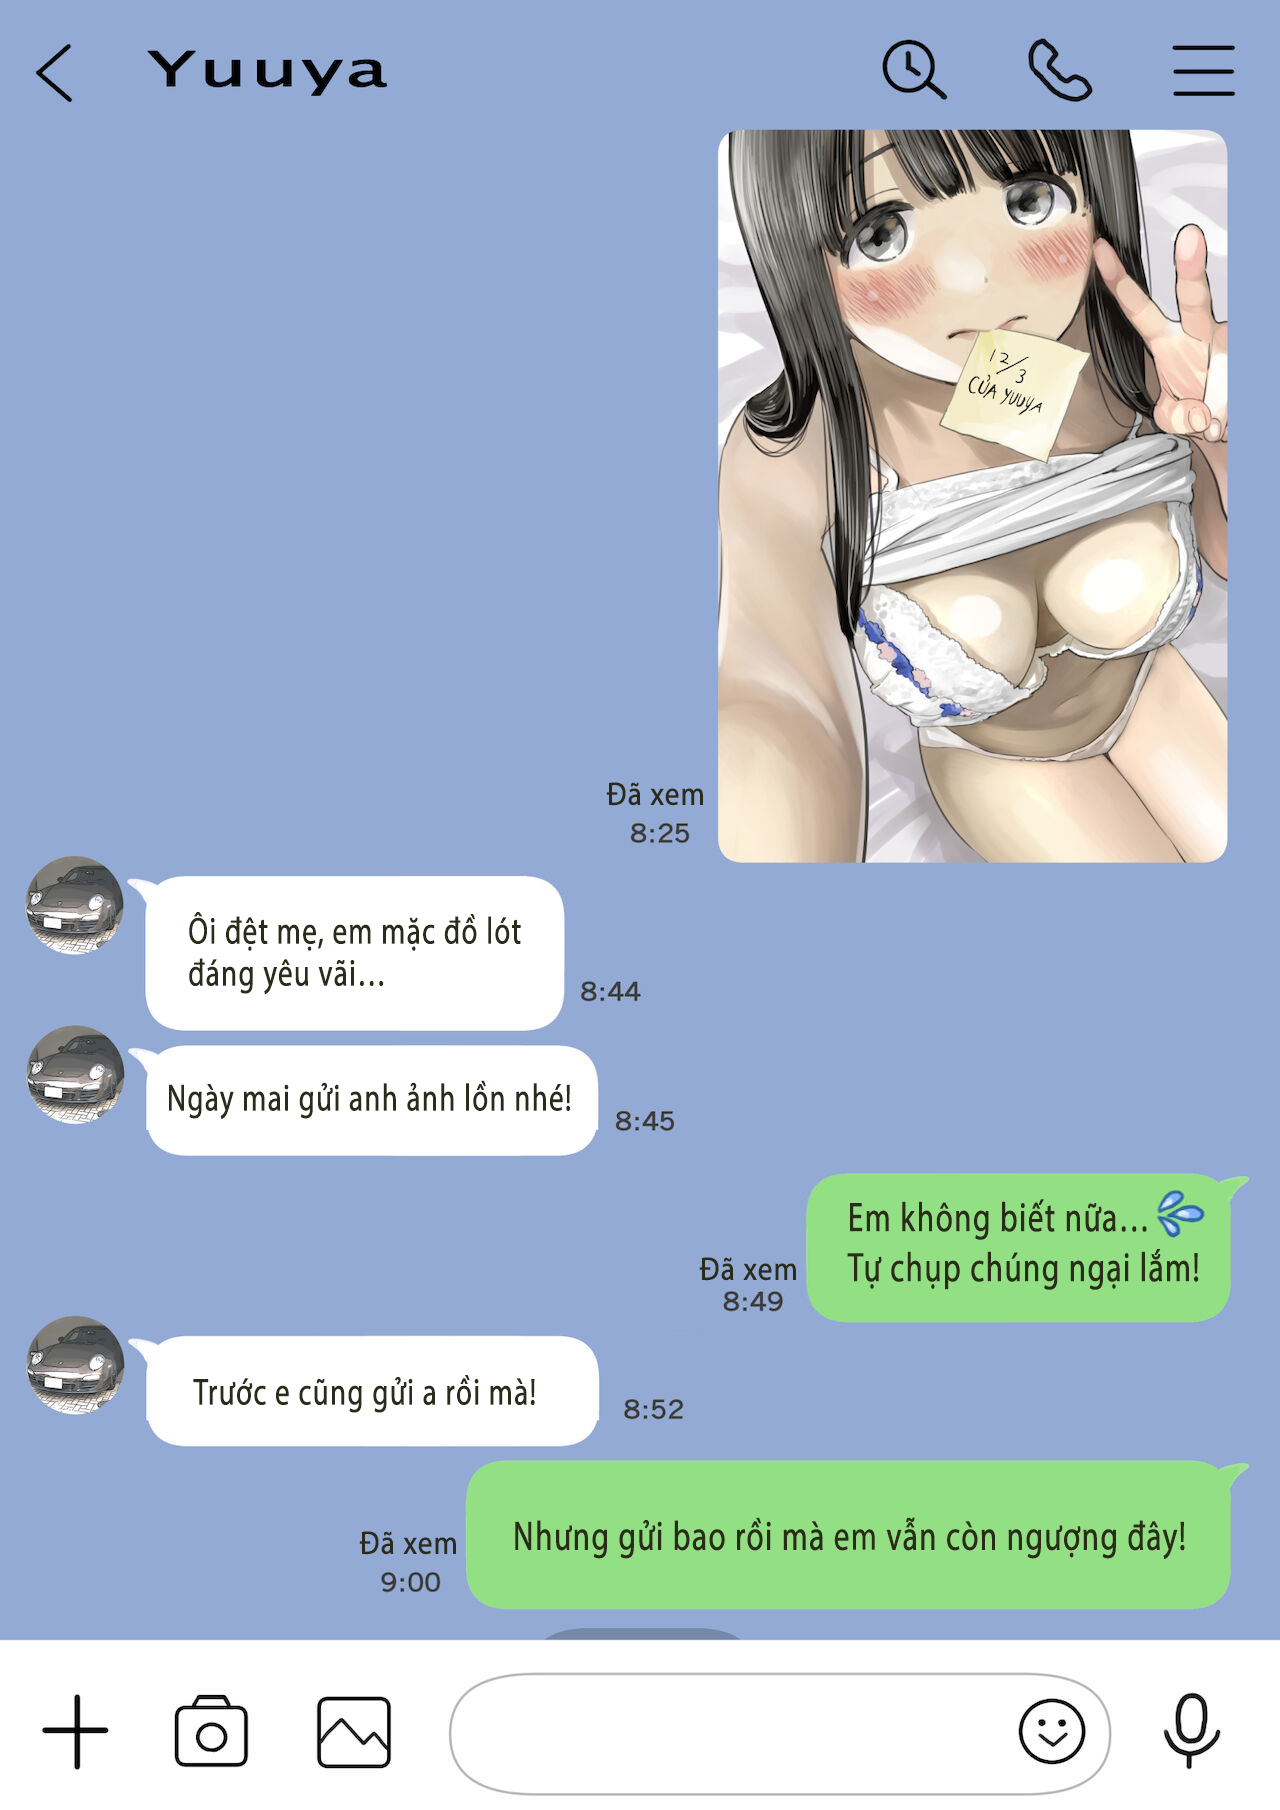 Yuuya
12/3
CỦA YUUYA
Đã xem
8:25
Ôi đệt mẹ, em mặc đồ lót
đáng yêu vãi...
8:44
Ngày mai gửi anh ảnh lồn nhé!
8:45
Em không biết nữa...
Tự chụp chúng ngại lắm!
Đã xem
8:49
Trước e cũng gửi a rồi mà!
8:52
Nhưng gửi bao rồi mà em vẫn còn ngượng đây!
Đã xem
9:00